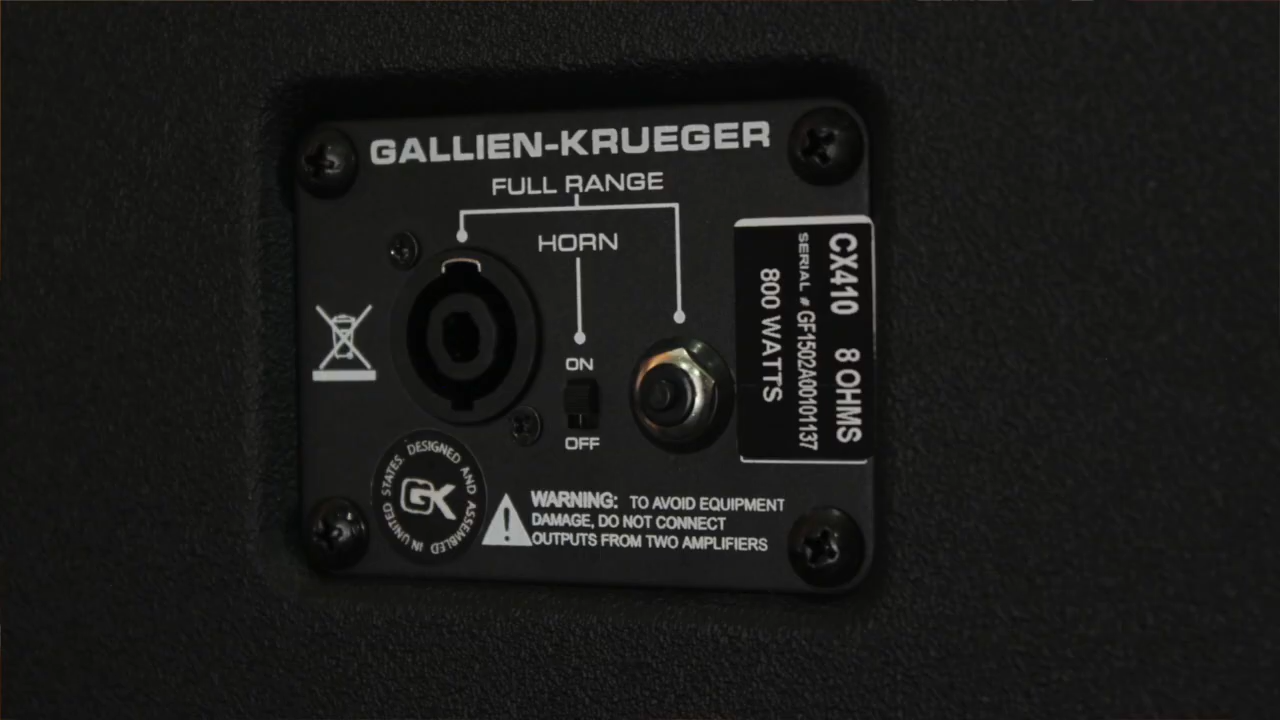 GALLIEN-KRUEGER
FULL RANGE
HORN
ON
OFF
CX410 8 OHMS
SERIAL # GF1502A00101137
800 WATTS
DESIGNED AND ASSEMBLED IN UNITED STATES.
GK
WARNING: TO AVOID EQUIPMENT
DAMAGE, DO NOT CONNECT
OUTPUTS FROM TWO AMPLIFIERS